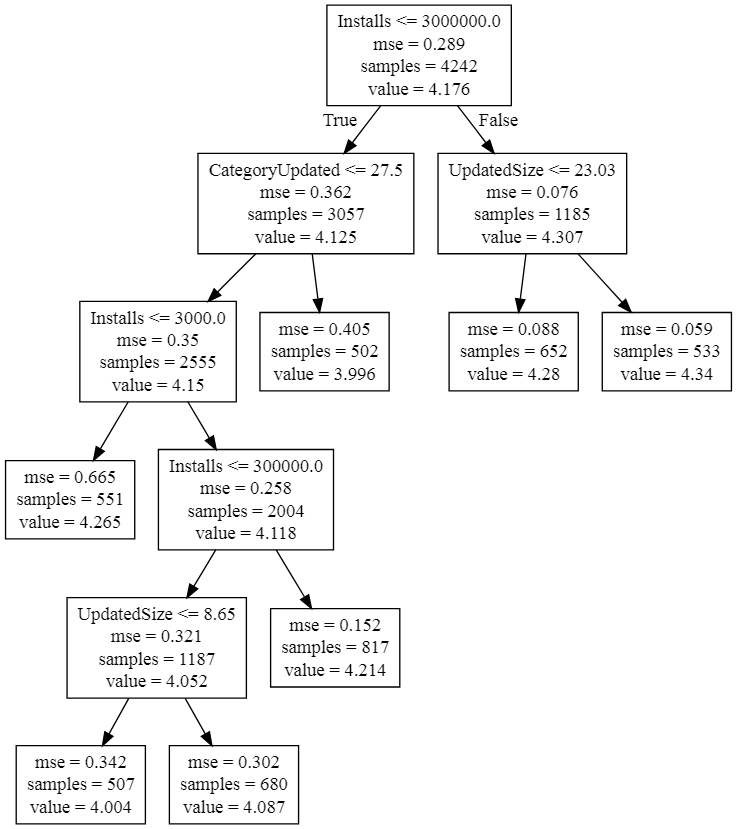 Installs <= 3000000.0
mse = 0.289
samples = 4242
value = 4.176
True
False
CategoryUpdated <= 27.5
mse = 0.362
samples = 3057
value = 4.125
UpdatedSize <= 23.03
mse = 0.076
samples = 1185
value = 4.307
Installs <= 3000.0
mse = 0.35
samples = 2555
value = 4.15
mse = 0.405
samples = 502
value = 3.996
mse = 0.088
samples = 652
value = 4.28
mse = 0.059
samples = 533
value = 4.34
mse = 0.665
samples = 551
value = 4.265
Installs <= 300000.0
mse = 0.258
samples = 2004
value = 4.118
UpdatedSize <= 8.65
mse = 0.321
samples = 1187
value = 4.052
mse = 0.152
samples = 817
value = 4.214
mse = 0.342
samples = 507
value = 4.004
mse = 0.302
samples = 680
value = 4.087